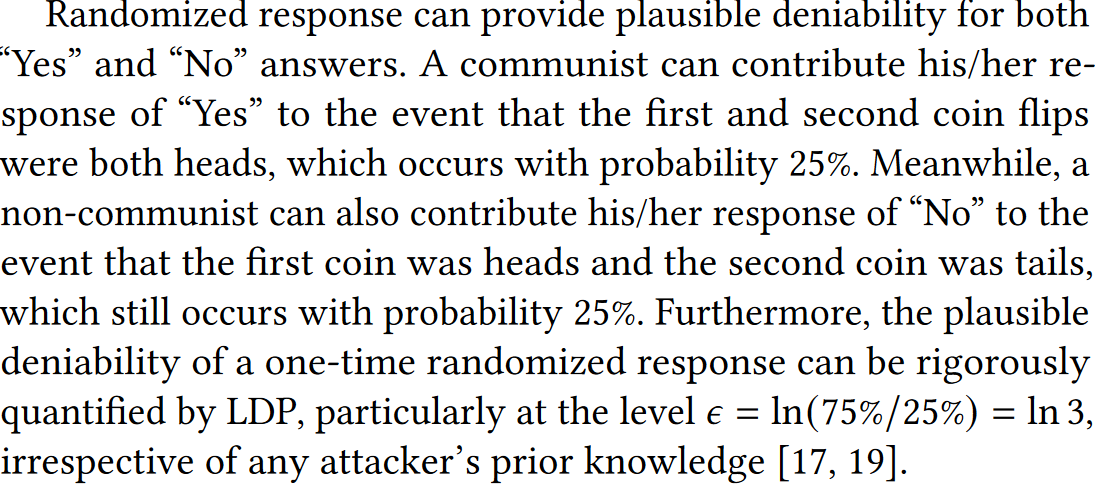 Randomized response can provide plausible deniability for both
“Yes” and “No” answers. A communist can contribute his/her re-
sponse of “Yes” to the event that the first and second coin flips
were both heads, which occurs with probability 25%. Meanwhile, a
non-communist can also contribute his/her response of “No” to the
event that the first coin was heads and the second coin was tails,
which still occurs with probability 25%. Furthermore, the plausible
deniability of a one-time randomized response can be rigorously
quantified by LDP, particularly at the level ϵ = ln(75%/25%) = ln 3,
irrespective of any attacker’s prior knowledge [17, 19].